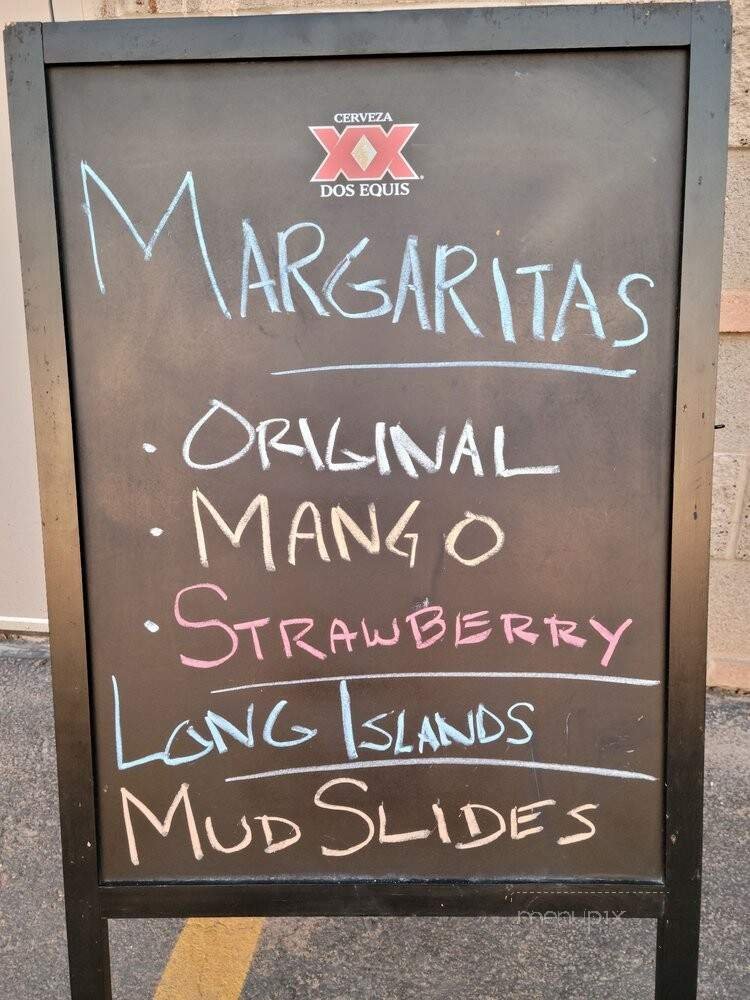 CERVEZA
XX
DOS EQUIS
MARGARITAS
· ORIGINAL
· MANGO
· STRAWBERRY
LONG ISLANDS
MUD SLIDES
menupix